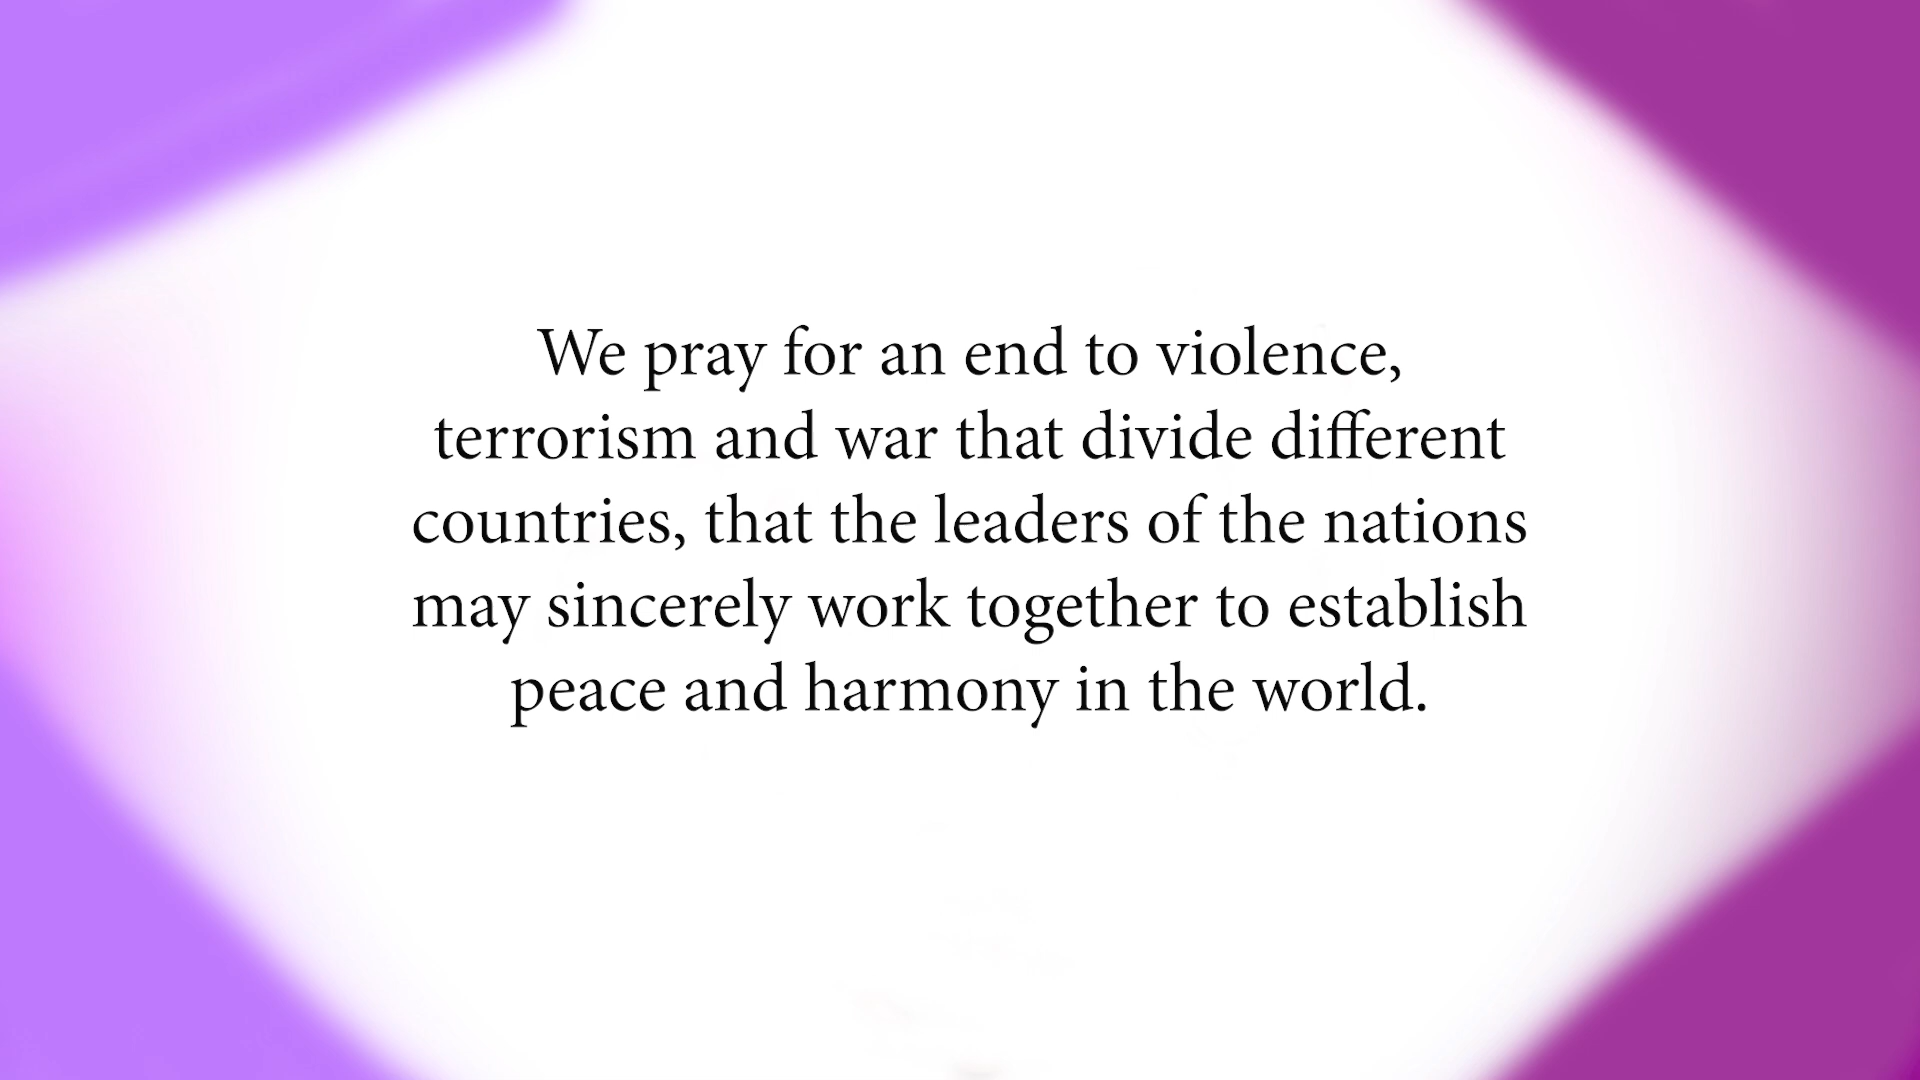 We pray for an end to violence,
terrorism and war that divide different
countries, that the leaders of the nations
may sincerely work together to establish
peace and harmony in the world.